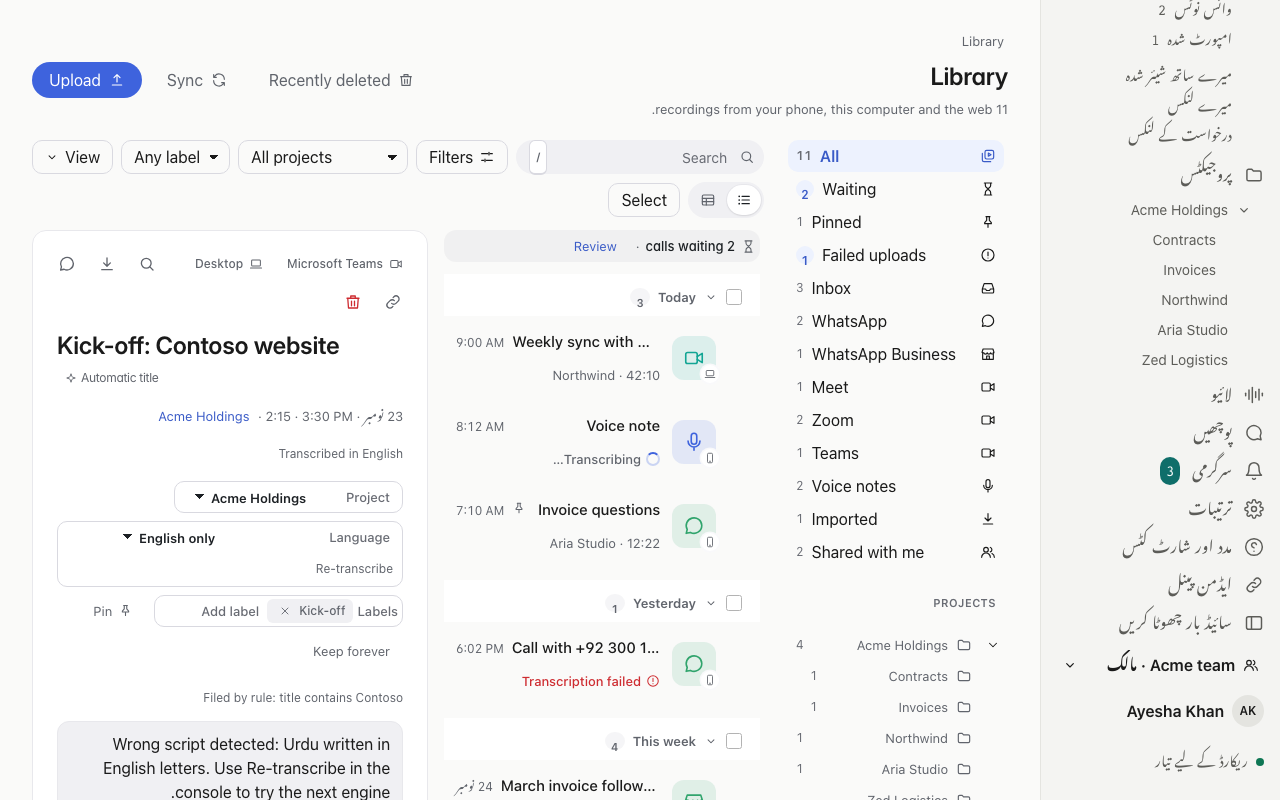 وائس نوٹس 2
امپورٹ شدہ 1
میرے ساتھ شیئر شدہ
میرے لنکس
درخواست کے لنکس
پروجیکٹس
Acme Holdings
Contracts
Invoices
Northwind
Aria Studio
Zed Logistics
لائیو
پوچھیں
سرگرمی 3
ترتیبات
مدد اور شارٹ کٹس
ایڈمن پینل
سائیڈ بار چھوٹا کریں
Acme team · مالک
AK Ayesha Khan
ریکارڈ کے لیے تیار
Library
Library
.recordings from your phone, this computer and the web 11
Recently deleted
Sync
Upload
All 11
Waiting 2
Pinned 1
Failed uploads 1
Inbox 3
WhatsApp 2
WhatsApp Business 1
Meet 1
Zoom 2
Teams 1
Voice notes 2
Imported 1
Shared with me 2
PROJECTS
Acme Holdings 4
Contracts 1
Invoices 1
Northwind 1
Aria Studio 1
Zed Logistics
Search /
Filters
All projects
Any label
View
Select
calls waiting 2 · Review
Today 3
9:00 AM Weekly sync with ...
Northwind · 42:10
8:12 AM Voice note
...Transcribing
7:10 AM Invoice questions
Aria Studio · 12:22
Yesterday 1
6:02 PM Call with +92 300 1...
Transcription failed
This week 4
24 نومبر March invoice follow...
Microsoft Teams
Desktop
Kick-off: Contoso website
Automatic title
Acme Holdings · 2:15 · 3:30 PM · 23 نومبر
Transcribed in English
Project Acme Holdings
Language English only
Re-transcribe
Labels Kick-off × Add label
Pin
Keep forever
Filed by rule: title contains Contoso
Wrong script detected: Urdu written in
English letters. Use Re-transcribe in the
.console to try the next engine